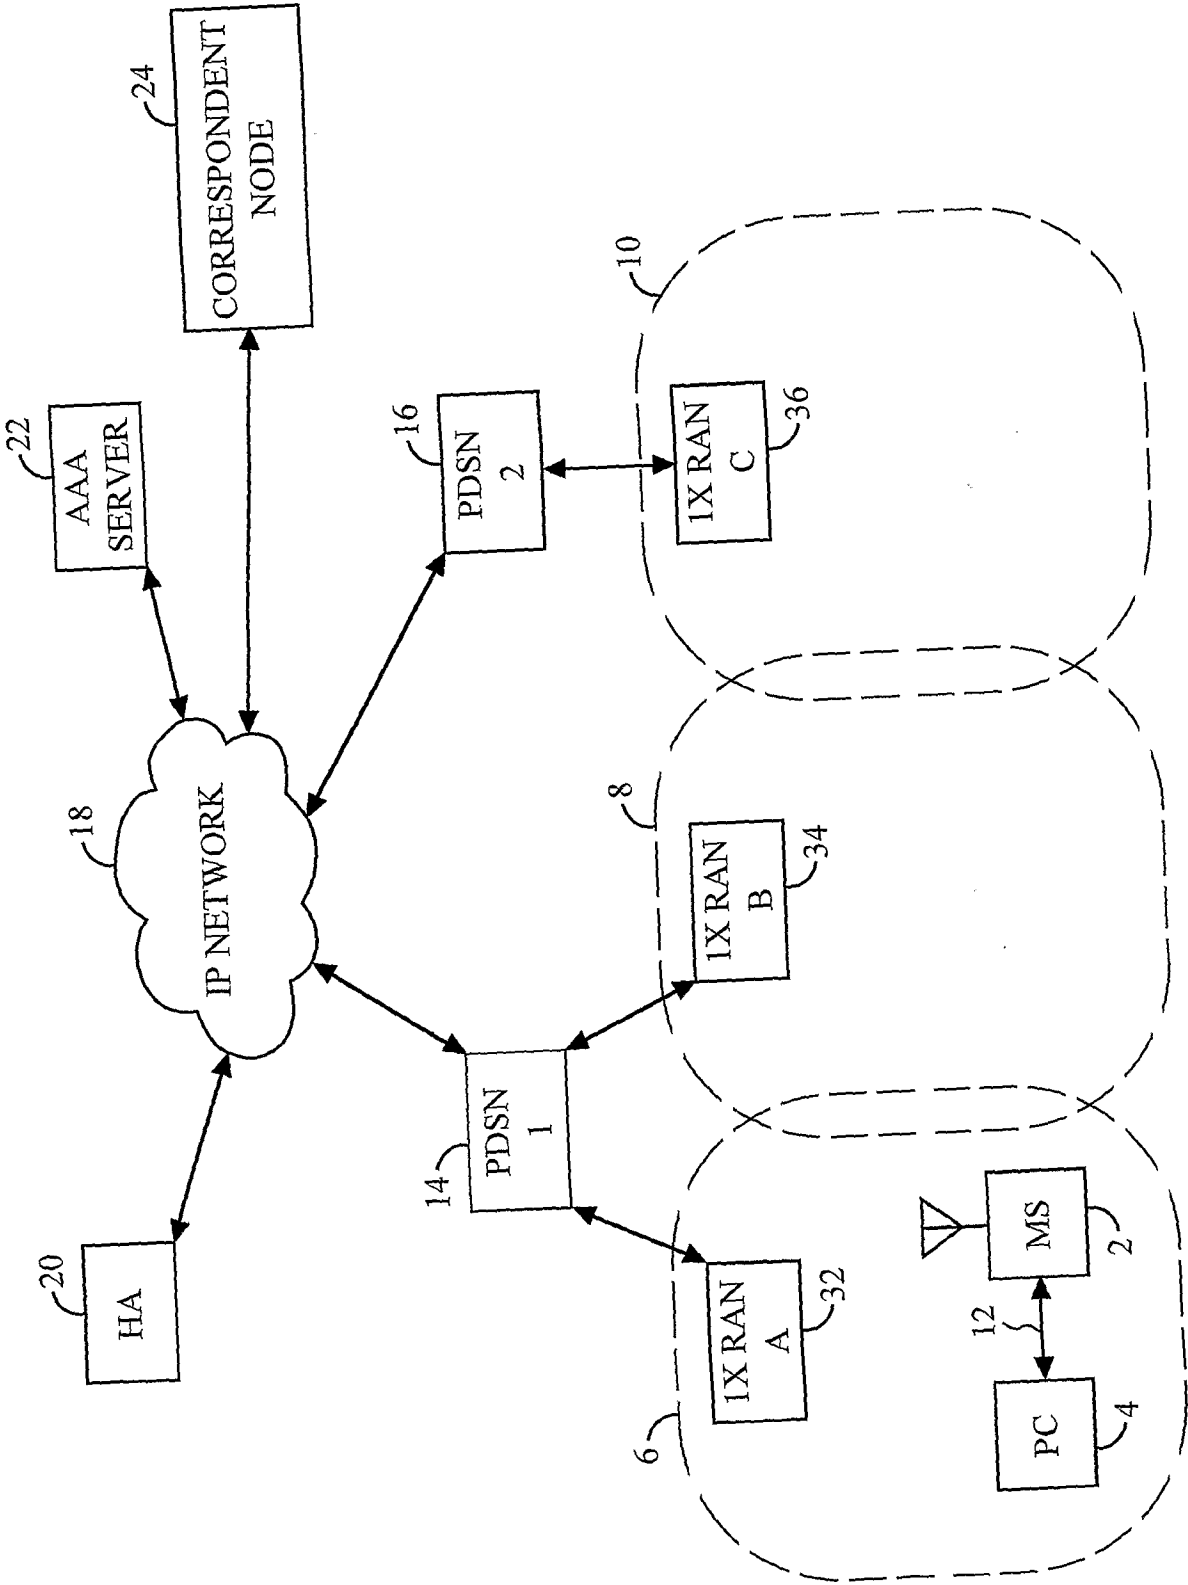 24
CORRESPONDENT
NODE
22
AAA
SERVER
18
IP NETWORK
20
HA
16
PDSN
2
14
PDSN
1
10
1X RAN
C
36
8
1X RAN
B
34
6
1X RAN
A
32
12
MS
2
PC
4